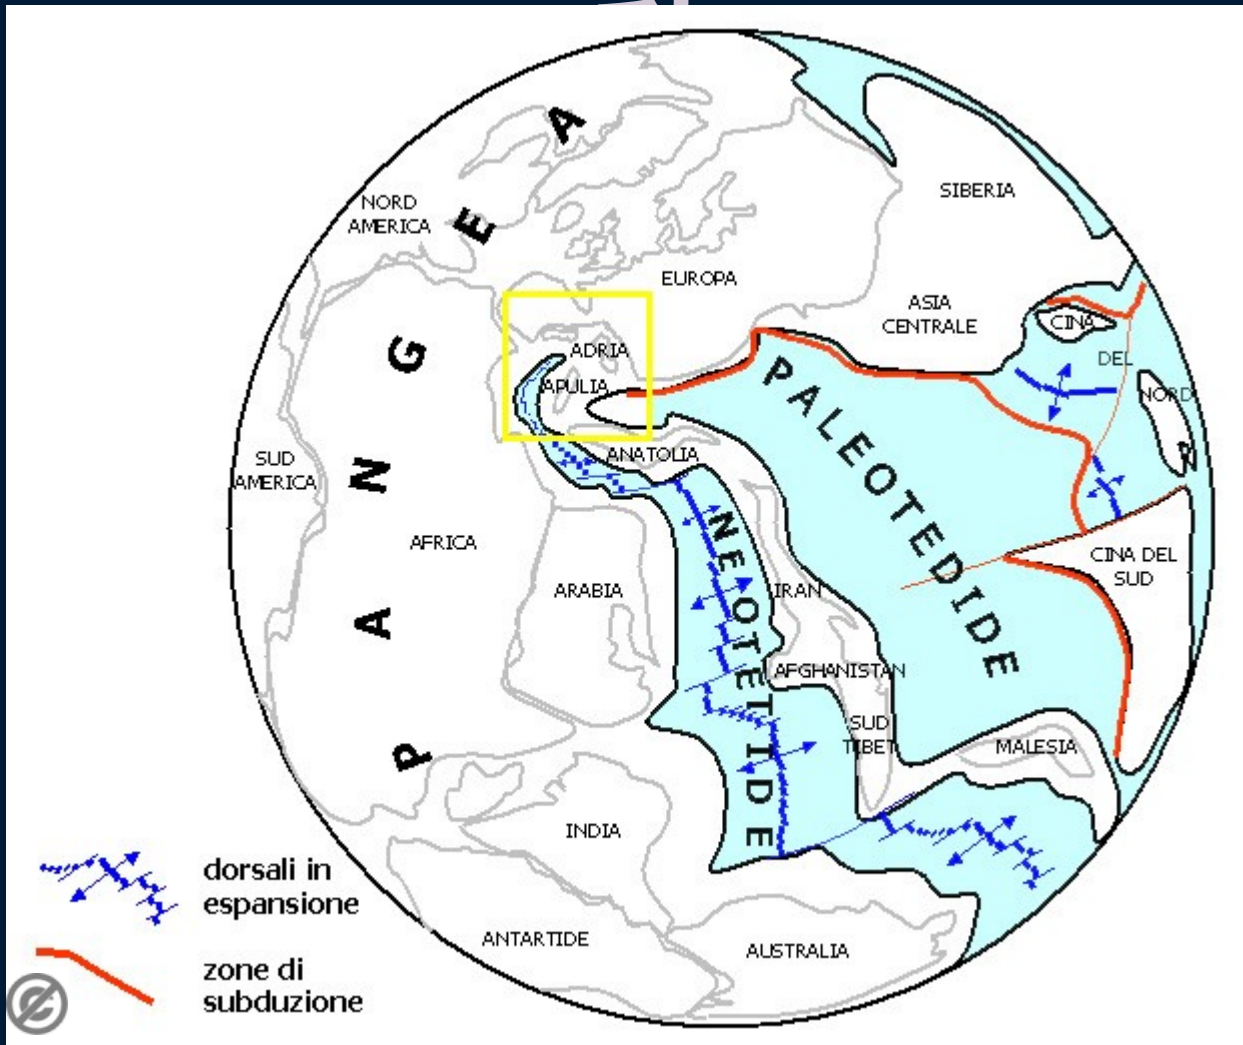 PANGEA
NORD
AMERICA
SIBERIA
EUROPA
ASIA
CENTRALE
CINA
DEL
NORD
ADRIA
APULIA
PALEOTEDIDE
SUD
AMERICA
ANATOLIA
NEOTETIDE
AFRICA
ARABIA
IRAN
CINA DEL
SUD
AFGHANISTAN
SUD
TIBET
MALESIA
INDIA
ANTARTIDE
AUSTRALIA
dorsali in
espansione
zone di
subduzione